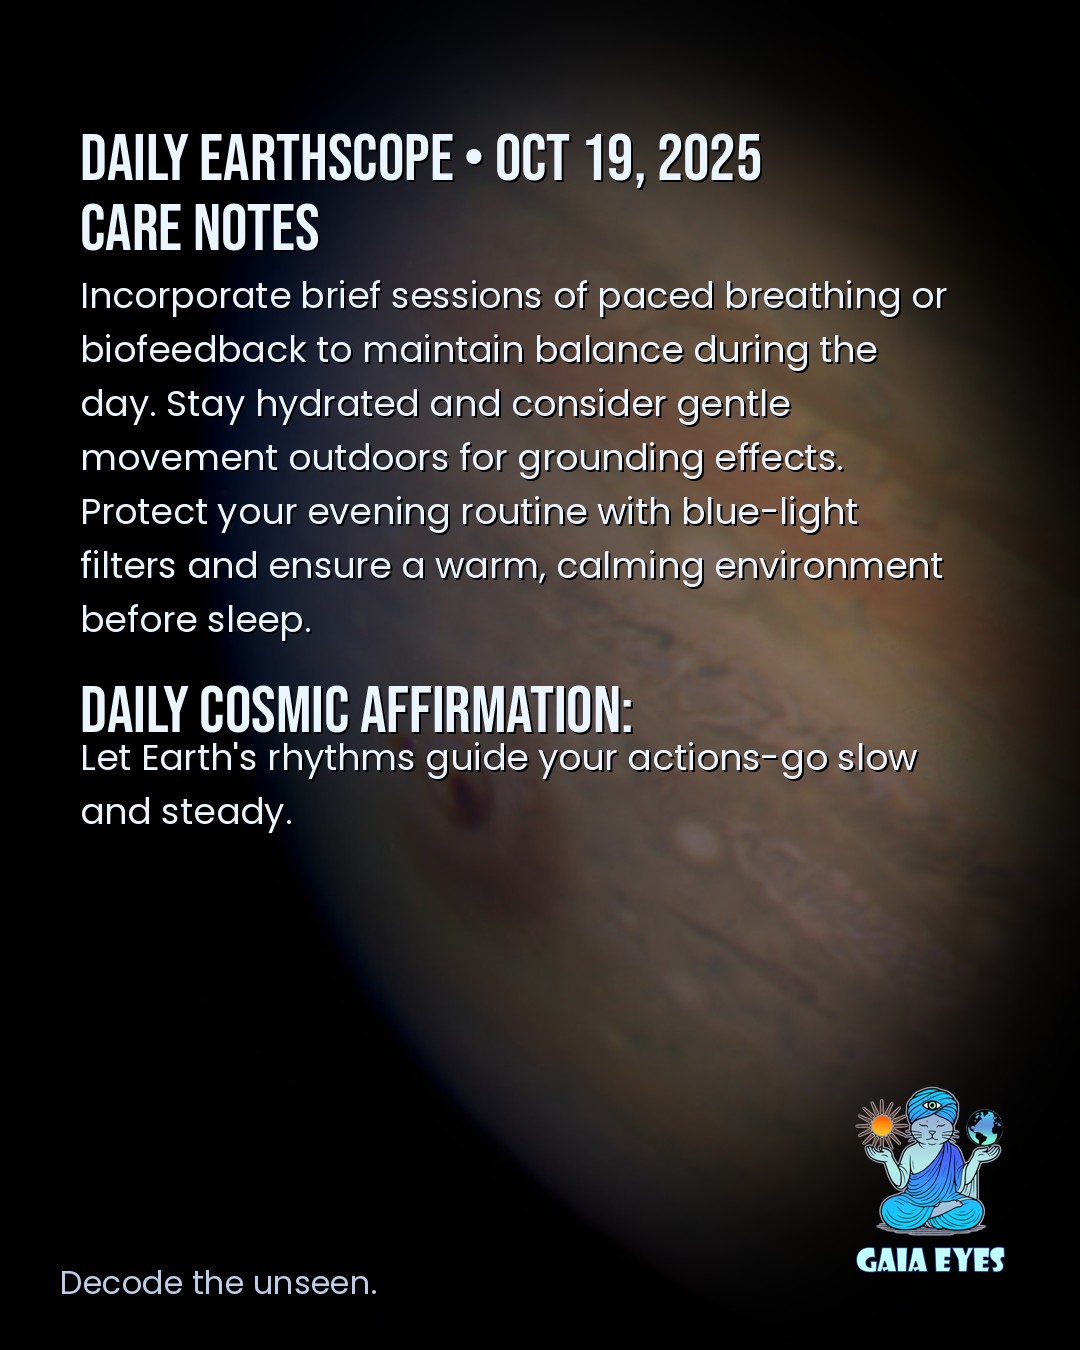 DAILY EARTHSCOPE • OCT 19, 2025
CARE NOTES
Incorporate brief sessions of paced breathing or
biofeedback to maintain balance during the
day. Stay hydrated and consider gentle
movement outdoors for grounding effects.
Protect your evening routine with blue-light
filters and ensure a warm, calming environment
before sleep.
DAILY COSMIC AFFIRMATION:
Let Earth's rhythms guide your actions-go slow
and steady.
GAIA EYES
Decode the unseen.